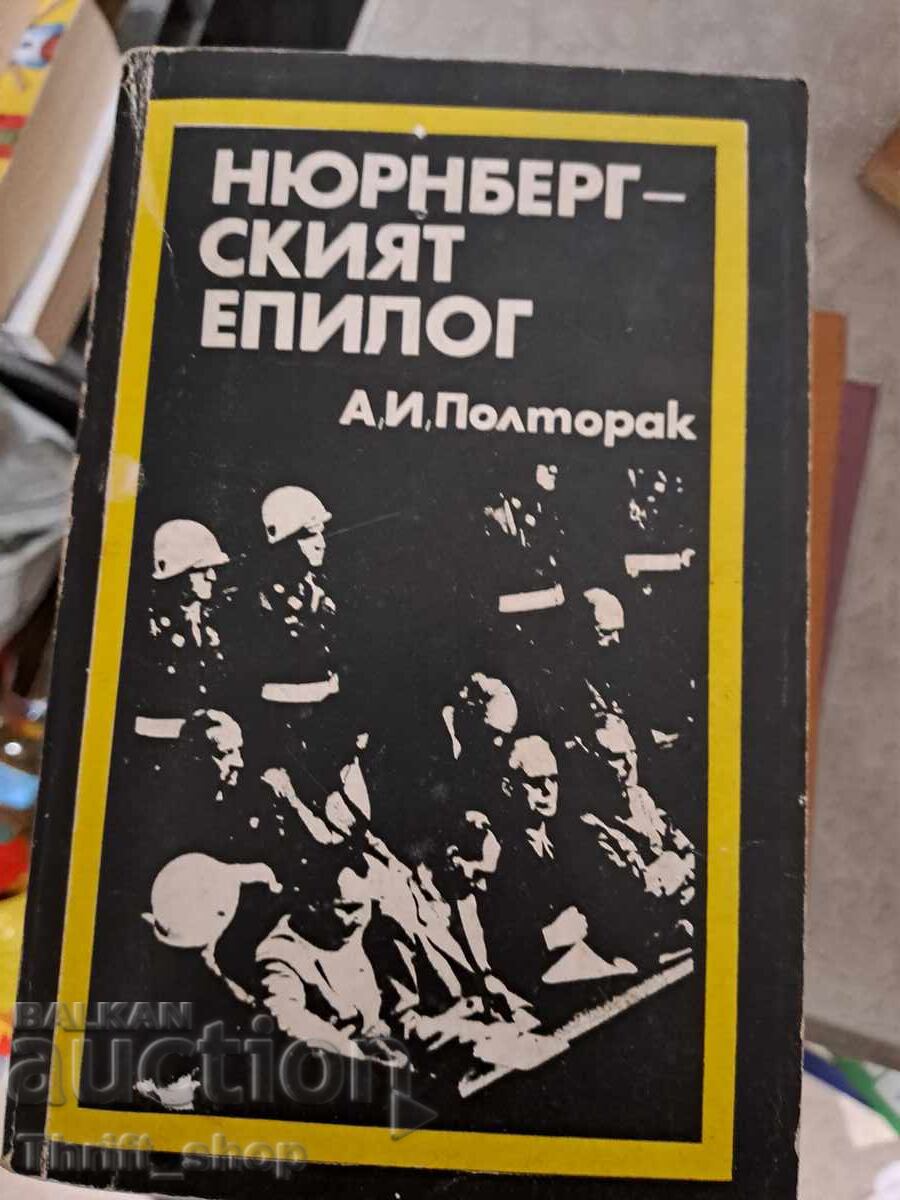 НЮРНБЕРГ-
СКИЯТ
ЕПИЛОГ
А.И.Полторак
BALKAN
auction
Thrift_shop